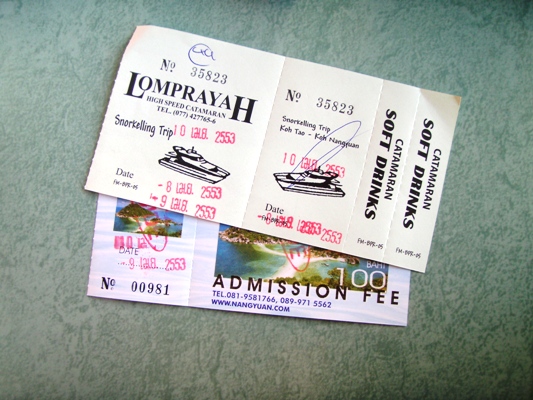 Nº 35823
LOMPRAYAH
HIGH SPEED CATAMARAN
TEL. (077) 427765-6
Snorkelling Trip
10 เม.ย. 2553
Date
-8 เม.ย. 2553
-9 เม.ย. 2553
FM-BPR-05
Nº 35823
Snorkelling Trip
Koh Tao - Koh Nangyuan
10 เม.ย. 2553
Date
2553
FM-BPR-05
CATAMARAN
SOFT DRINKS
FM-BPR-05
CATAMARAN
SOFT DRINKS
FM-BPR-05
DATE
-9 เม.ย. 2553
Nº 00981
BAHT
100
ADMISSION FEE
TEL.081-9581766, 089-971 5562
WWW.NANGYUAN.COM